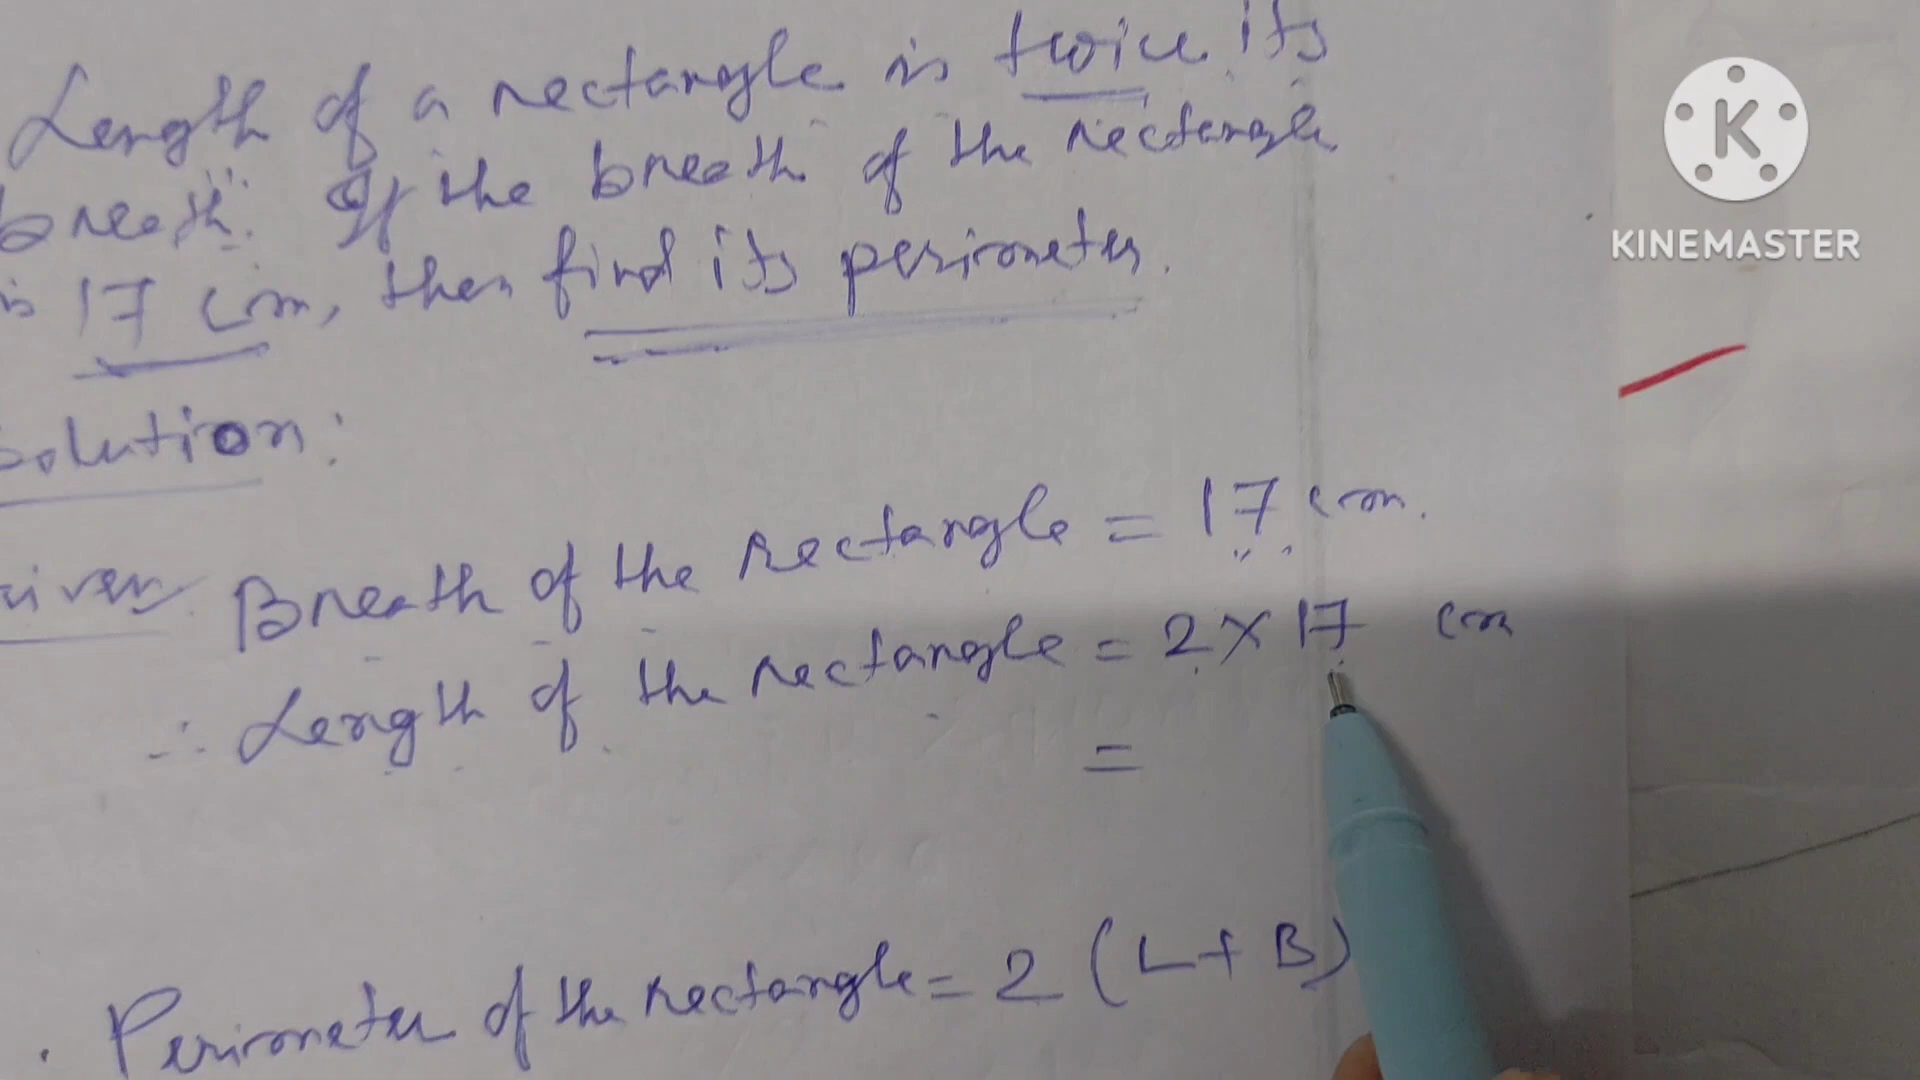 Length of a rectangle is twice its
breath. If the breath of the rectangle
is 17 cm, then find its perimeter.
Solution:
Given Breath of the rectangle = 17 cm.
∴ Length of the rectangle = 2 × 17 cm
=
Perimeter of the rectangle = 2 (L + B)
K
KINEMASTER